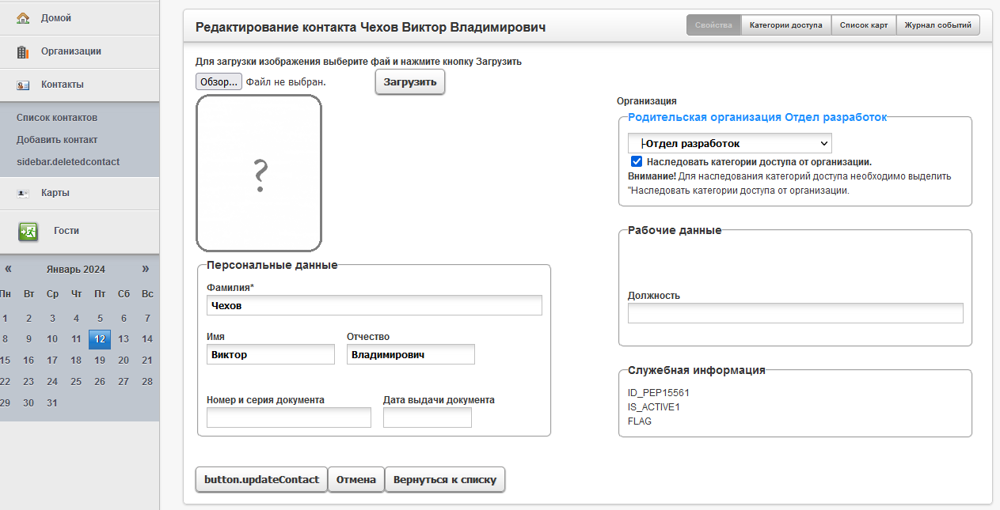 Домой
Организации
Контакты
Список контактов
Добавить контакт
sidebar.deletedcontact
Карты
Гости
« Январь 2024 »
Пн Вт Ср Чт Пт Сб Вс
1 2 3 4 5 6 7
8 9 10 11 12 13 14
15 16 17 18 19 20 21
22 23 24 25 26 27 28
29 30 31
Редактирование контакта Чехов Виктор Владимирович
Свойства Категории доступа Список карт Журнал событий
Для загрузки изображения выберите фай и нажмите кнопку Загрузить
Обзор... Файл не выбран. Загрузить
?
Персональные данные
Фамилия*
Чехов
Имя Отчество
Виктор Владимирович
Номер и серия документа Дата выдачи документа
Организация
Родительская организация Отдел разработок
|-Отдел разработок
Наследовать категории доступа от организации.
Внимание! Для наследования категорий доступа необходимо выделить
"Наследовать категории доступа от организации.
Рабочие данные
Должность
Служебная информация
ID_PEP15561
IS_ACTIVE1
FLAG
button.updateContact Отмена Вернуться к списку